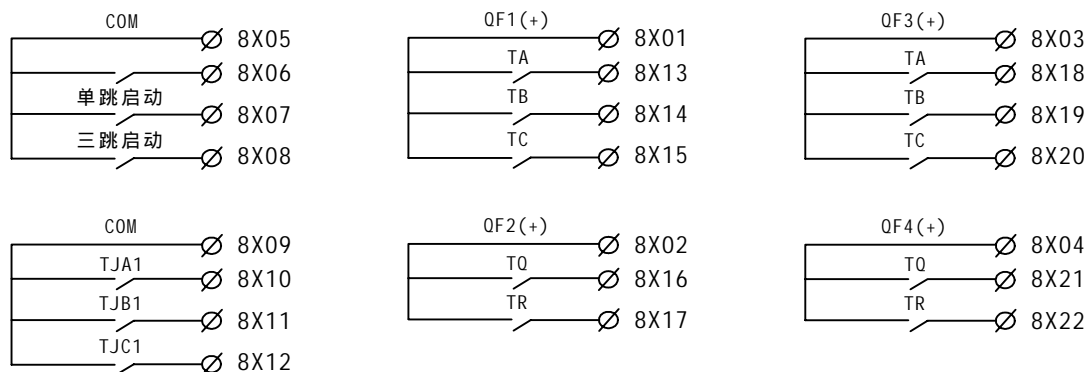 COM
8X05
8X06
单跳启动
8X07
三跳启动
8X08
QF1(+)
8X01
TA
8X13
TB
8X14
TC
8X15
QF3(+)
8X03
TA
8X18
TB
8X19
TC
8X20
COM
8X09
TJA1
8X10
TJB1
8X11
TJC1
8X12
QF2(+)
8X02
TQ
8X16
TR
8X17
QF4(+)
8X04
TQ
8X21
TR
8X22